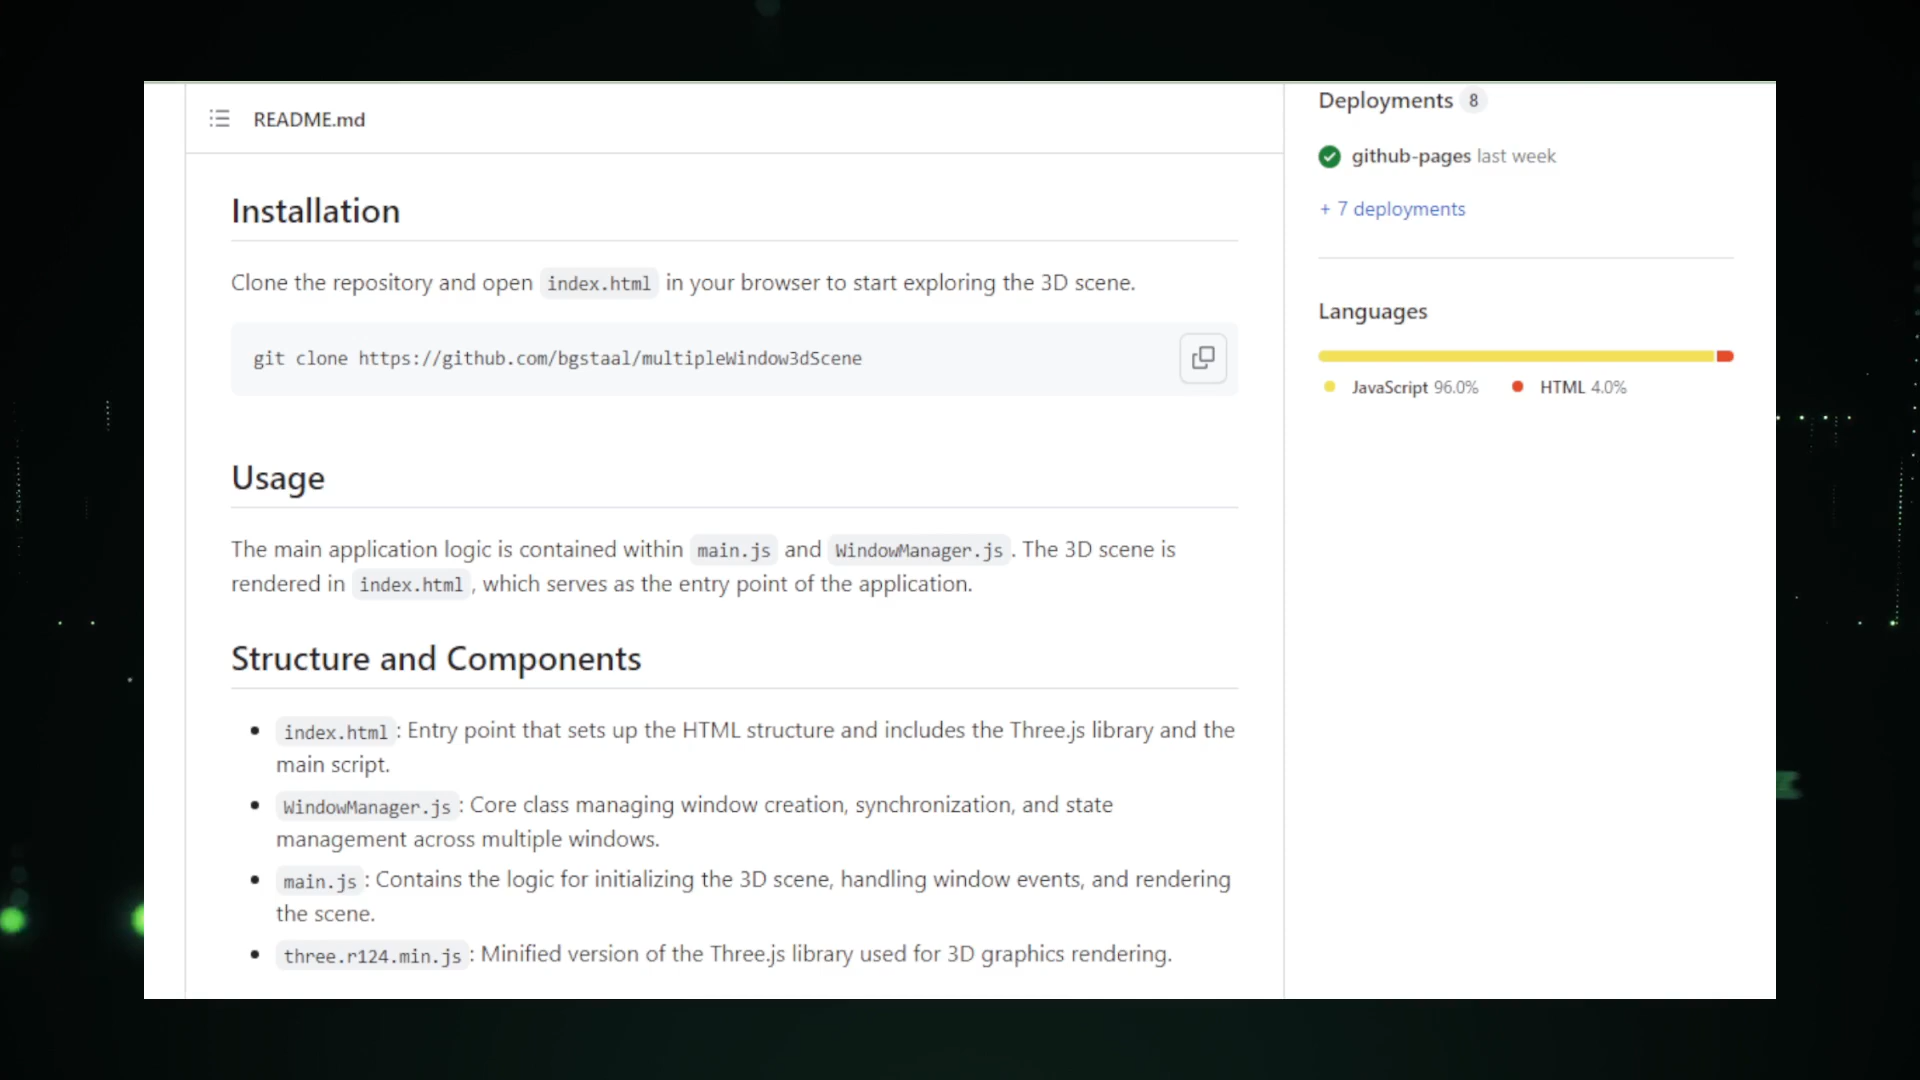 README.md
Installation
Clone the repository and open index.html in your browser to start exploring the 3D scene.
git clone https://github.com/bgstaal/multipleWindow3dScene
Usage
The main application logic is contained within main.js and WindowManager.js. The 3D scene is
rendered in index.html, which serves as the entry point of the application.
Structure and Components
• index.html: Entry point that sets up the HTML structure and includes the Three.js library and the
main script.
• WindowManager.js: Core class managing window creation, synchronization, and state
management across multiple windows.
• main.js: Contains the logic for initializing the 3D scene, handling window events, and rendering
the scene.
• three.r124.min.js: Minified version of the Three.js library used for 3D graphics rendering.
Deployments 8
github-pages last week
+ 7 deployments
Languages
JavaScript 96.0% HTML 4.0%